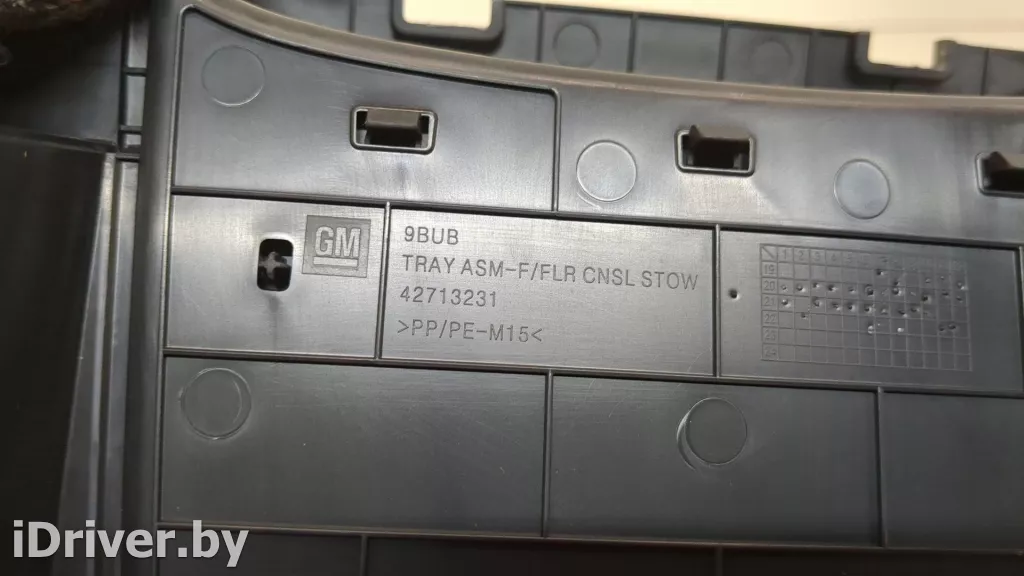 GM
9BUB
TRAY ASM-F/FLR CNSL STOW
42713231
>PP/PE-M15<
iDriver.by